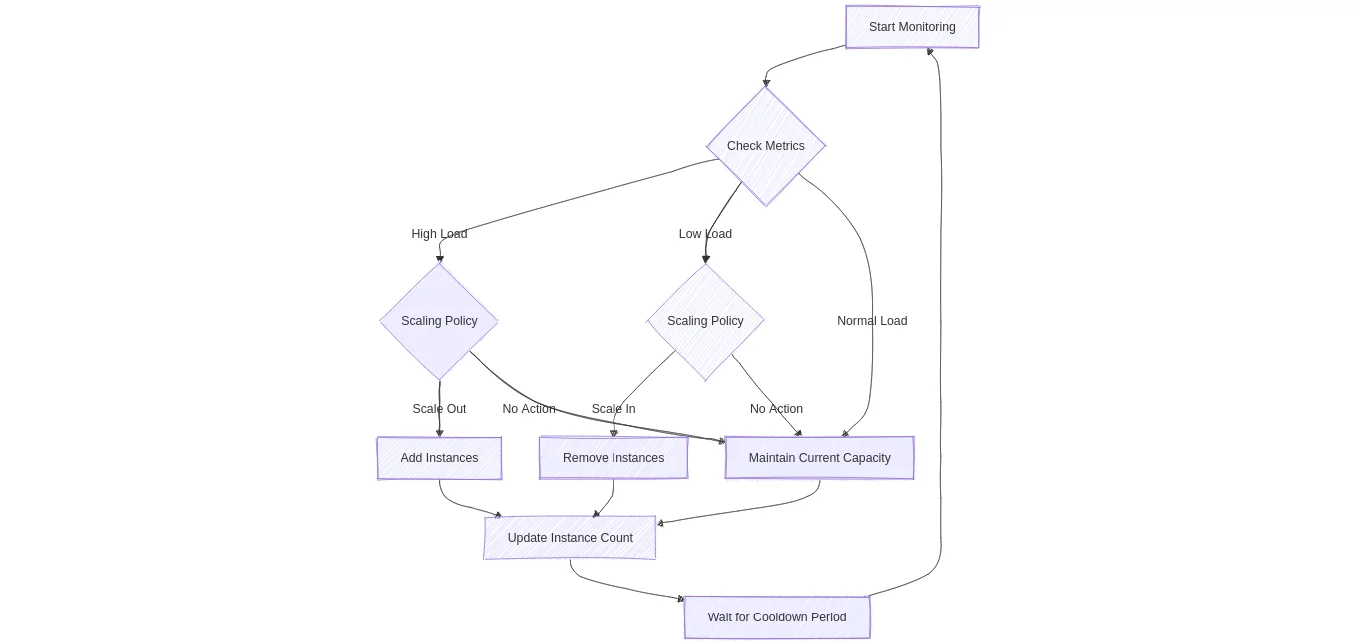 Start Monitoring
Check Metrics
High Load
Low Load
Scaling Policy
Scaling Policy
Normal Load
Scale Out
No Action
Scale In
No Action
Add Instances
Remove Instances
Maintain Current Capacity
Update Instance Count
Wait for Cooldown Period